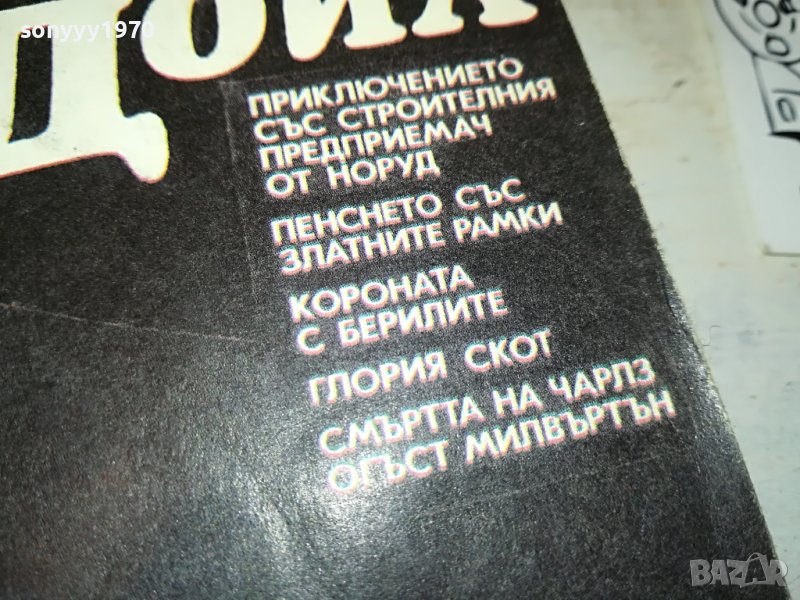 sonyyy1970
ДОЙЛ
ПРИКЛЮЧЕНИЕТО
СЪС СТРОИТЕЛНИЯ
ПРЕДПРИЕМАЧ
ОТ НОРУД
ПЕНСНЕТО СЪС
ЗЛАТНИТЕ РАМКИ
КОРОНАТА
С БЕРИЛИТЕ
ГЛОРИЯ СКОТ
СМЪРТТА НА ЧАРЛЗ
ОГЪСТ МИЛВЪРТЪН
BAZAR